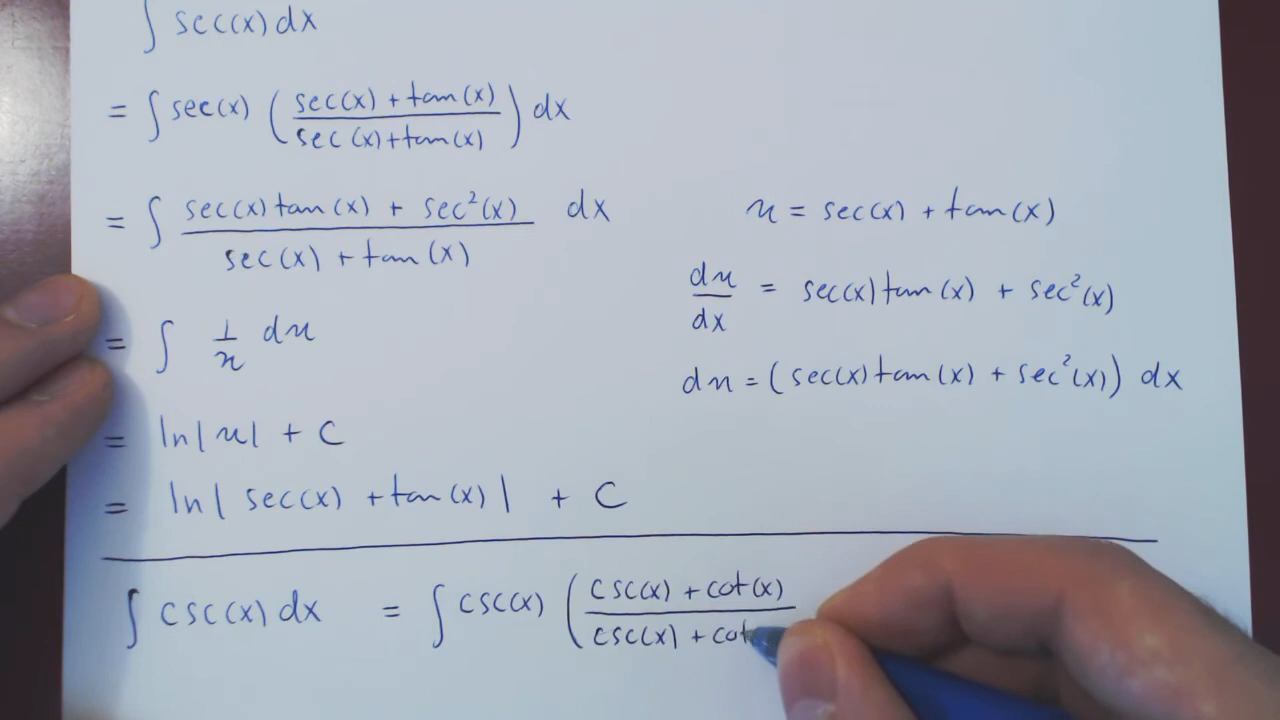 ∫ sec(x) dx
= ∫ sec(x) ( (sec(x) + tan(x)) / (sec(x) + tan(x)) ) dx
= ∫ (sec(x) tan(x) + sec²(x)) / (sec(x) + tan(x)) dx
u = sec(x) + tan(x)
du/dx = sec(x) tan(x) + sec²(x)
= ∫ 1/u du
du = (sec(x) tan(x) + sec²(x)) dx
= ln|u| + C
= ln| sec(x) + tan(x) | + C
∫ csc(x) dx = ∫ csc(x) ( (csc(x) + cot(x)) / (csc(x) + cot